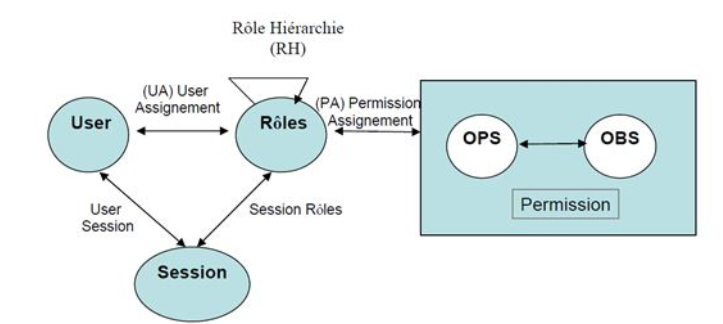 Rôle Hiérarchie
(RH)
(UA) User
Assignement
(PA) Permission
Assignement
User
Rôles
OPS
OBS
Permission
User
Session
Session Rôles
Session